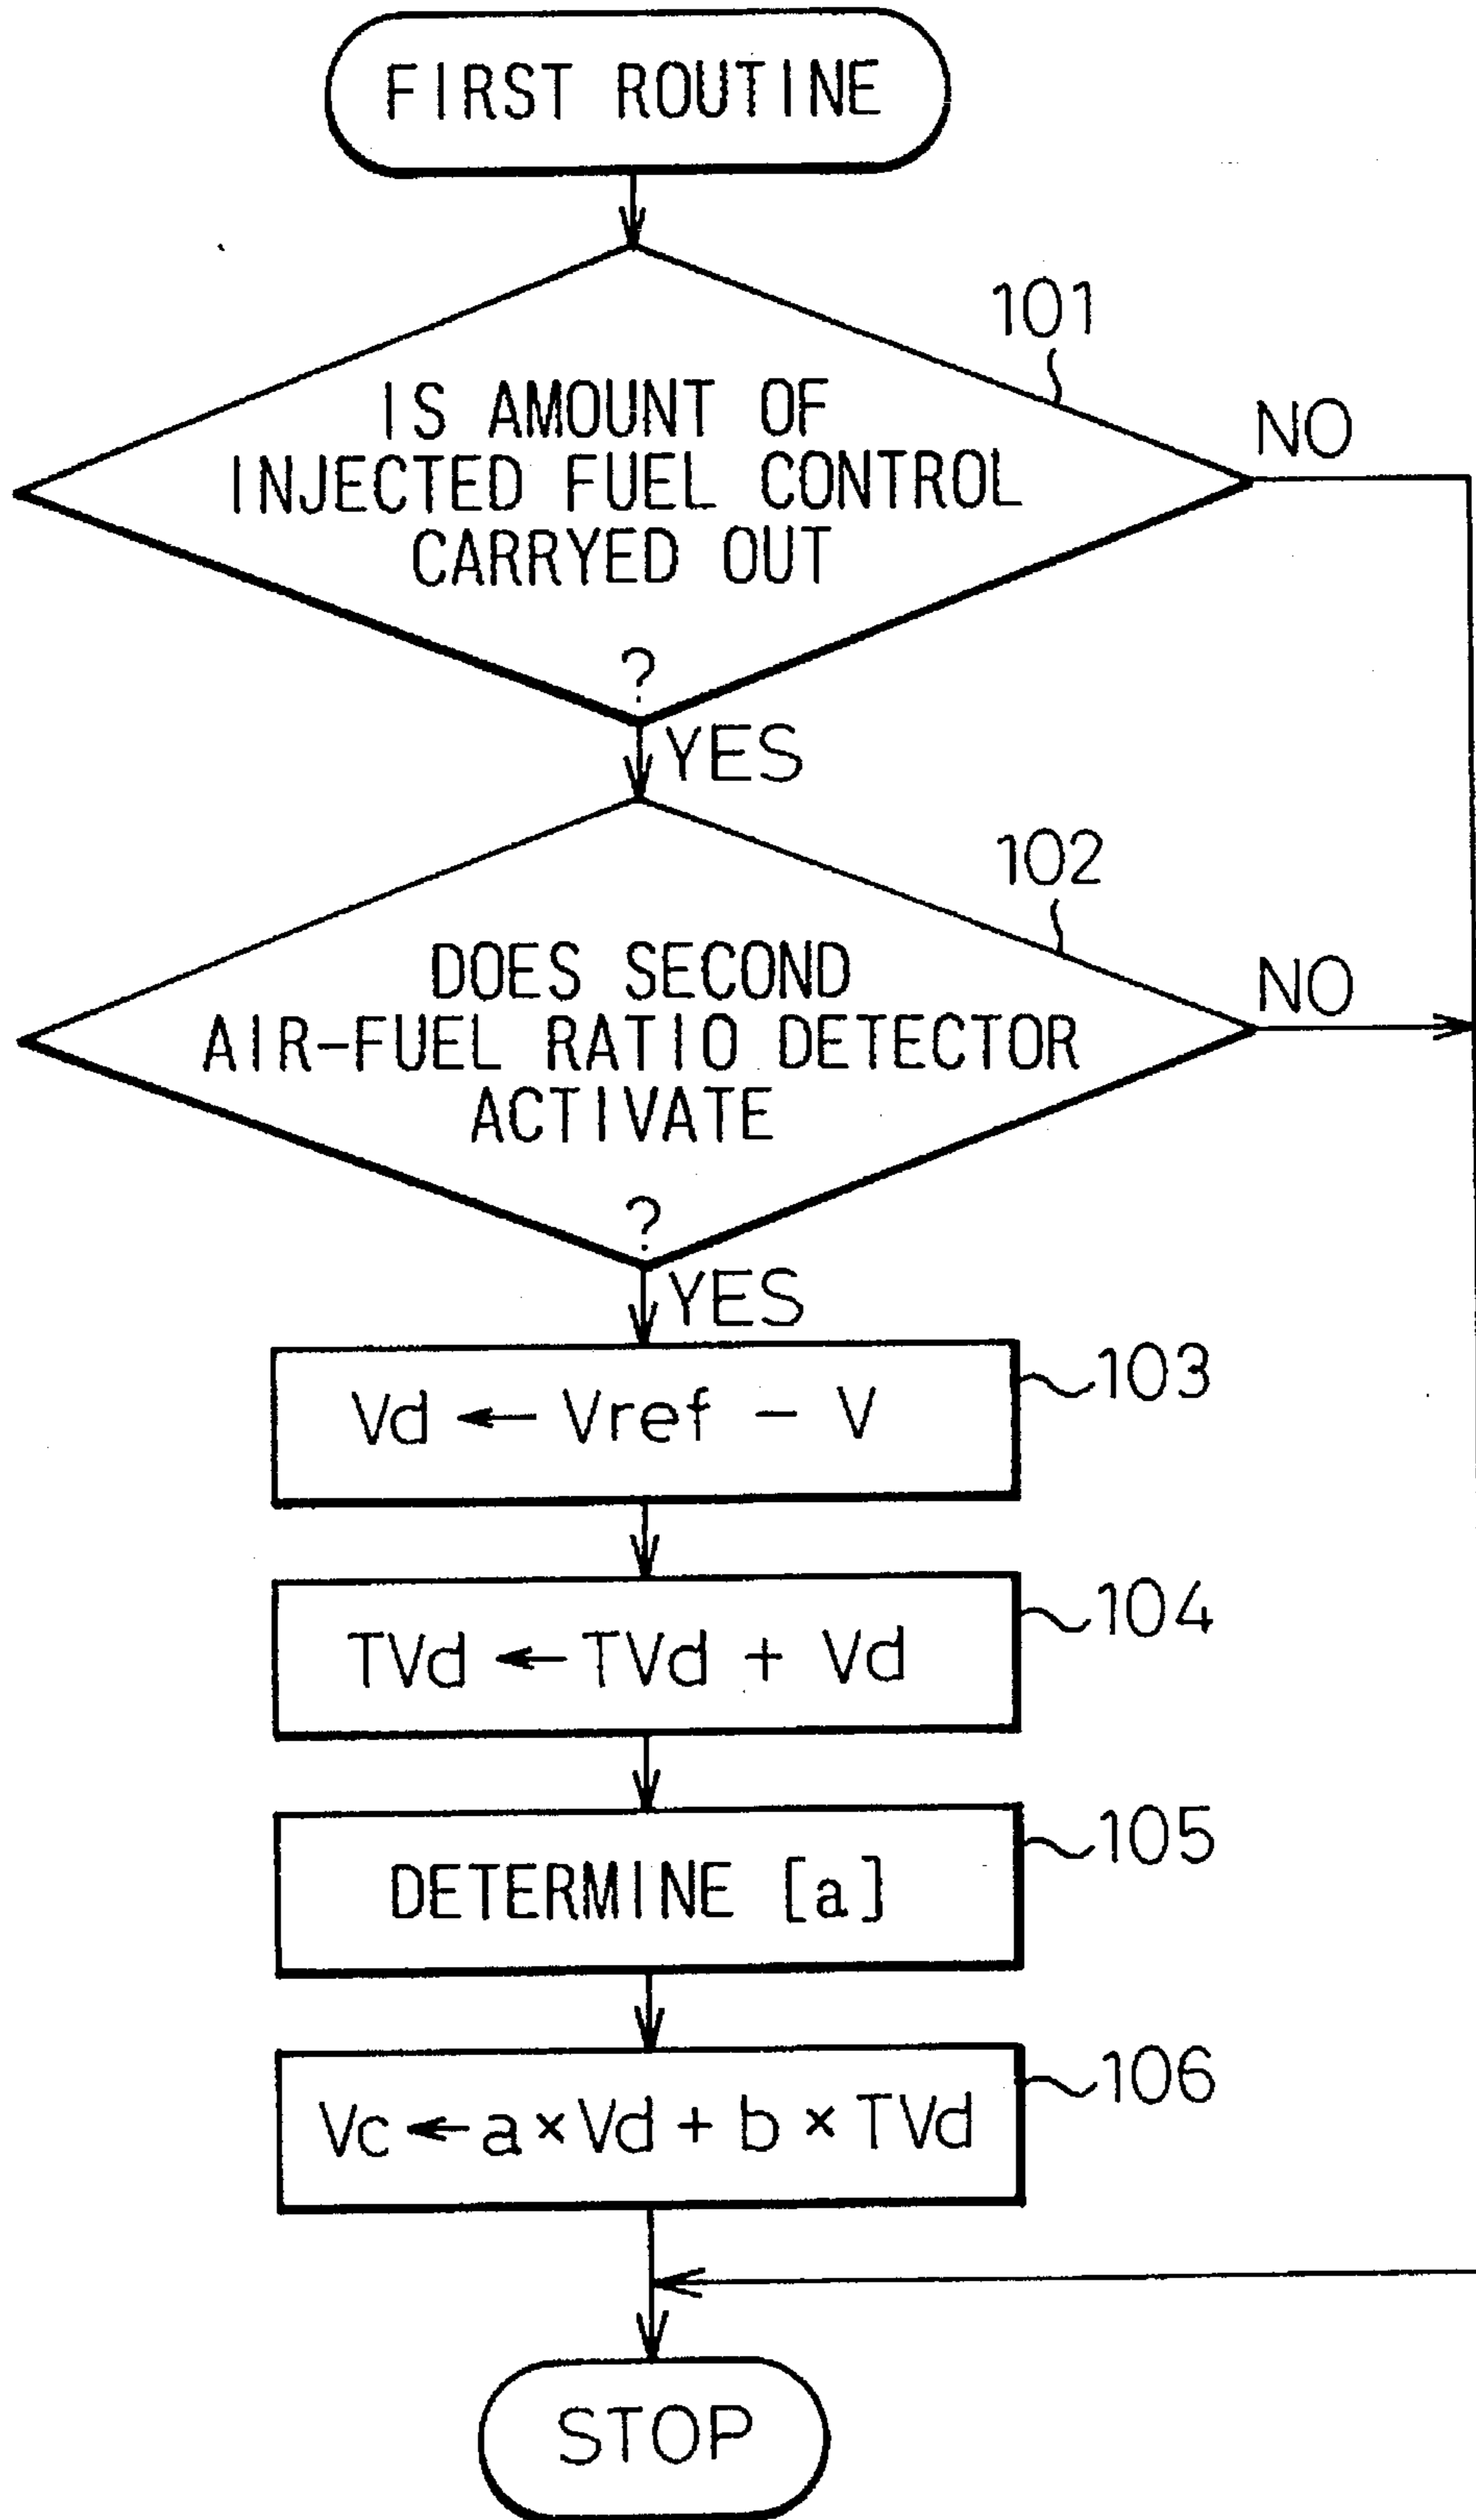 FIRST ROUTINE
101
IS AMOUNT OF
INJECTED FUEL CONTROL
CARRYED OUT
?
NO
YES
102
DOES SECOND
AIR-FUEL RATIO DETECTOR
ACTIVATE
?
NO
YES
Vd ← Vref - V
103
TVd ← TVd + Vd
104
DETERMINE [a]
105
Vc ← a × Vd + b × TVd
106
STOP